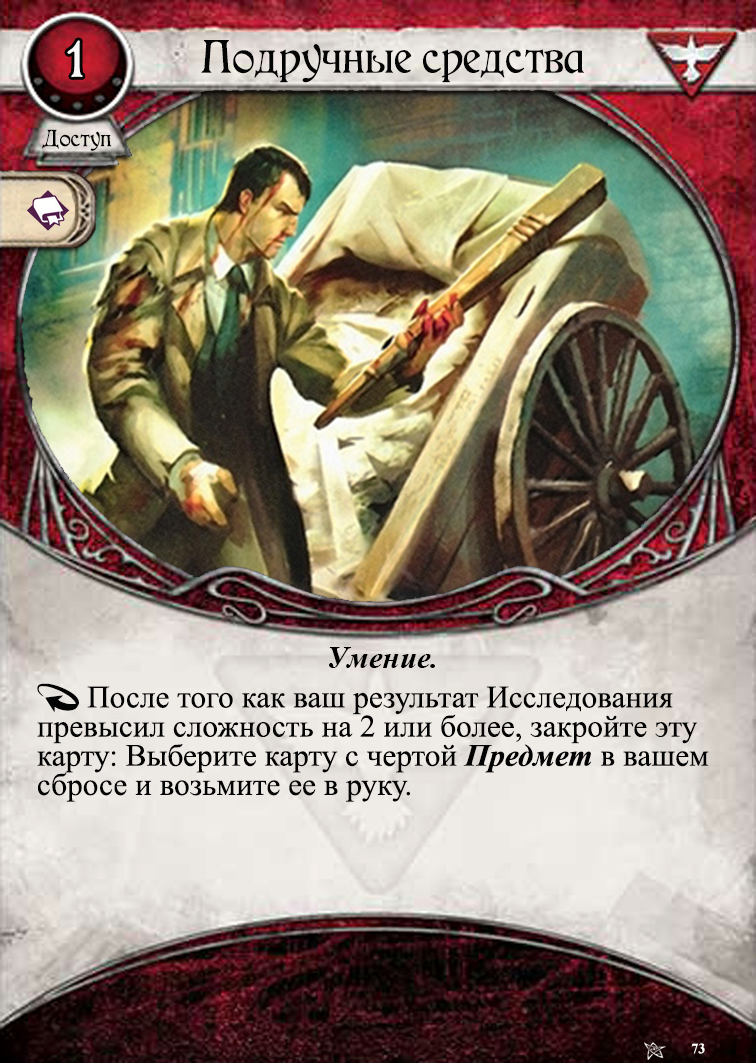 1
Подручные средства
Доступ
Умение.
После того как ваш результат Исследования
превысил сложность на 2 или более, закройте эту
карту: Выберите карту с чертой Предмет в вашем
сбросе и возьмите ее в руку.
73